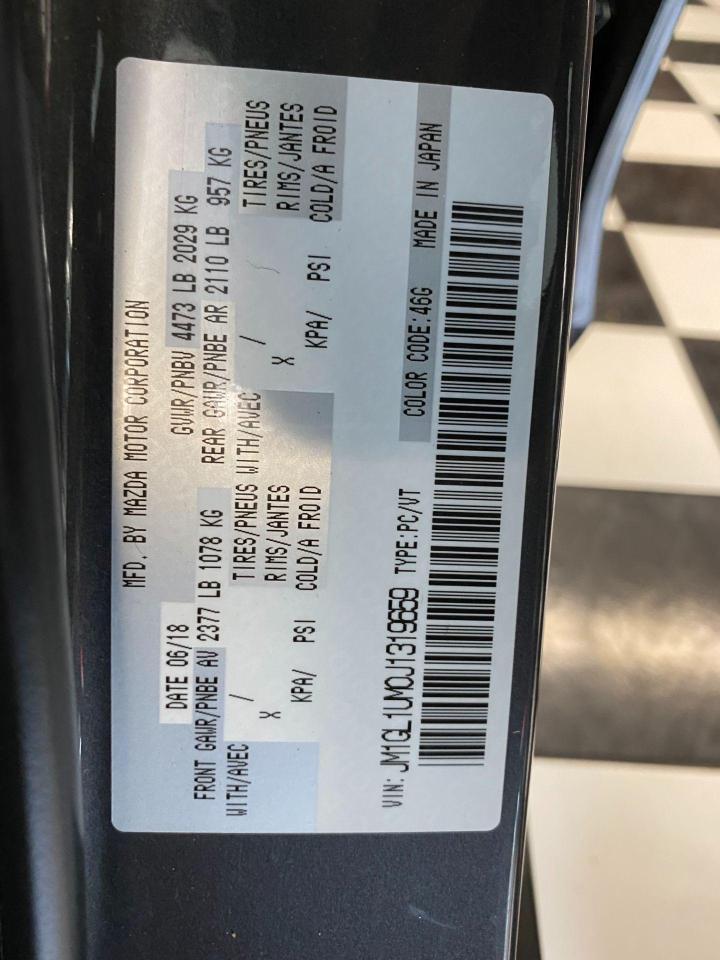 MFD. BY MAZDA MOTOR CORPORATION
DATE 06/18 GVWR/PNBV 4473 LB 2029 KG
FRONT GAWR/PNBE AV 2377 LB 1078 KG REAR GAWR/PNBE AR 2110 LB 957 KG
WITH/AVEC / TIRES/PNEUS WITH/AVEC / TIRES/PNEUS
X RIMS/JANTES X RIMS/JANTES
KPA/ PSI COLD/A FROID KPA/ PSI COLD/A FROID
COLOR CODE:46G MADE IN JAPAN
VIN: JM1GL1UM0J1319659 TYPE:PC/VT